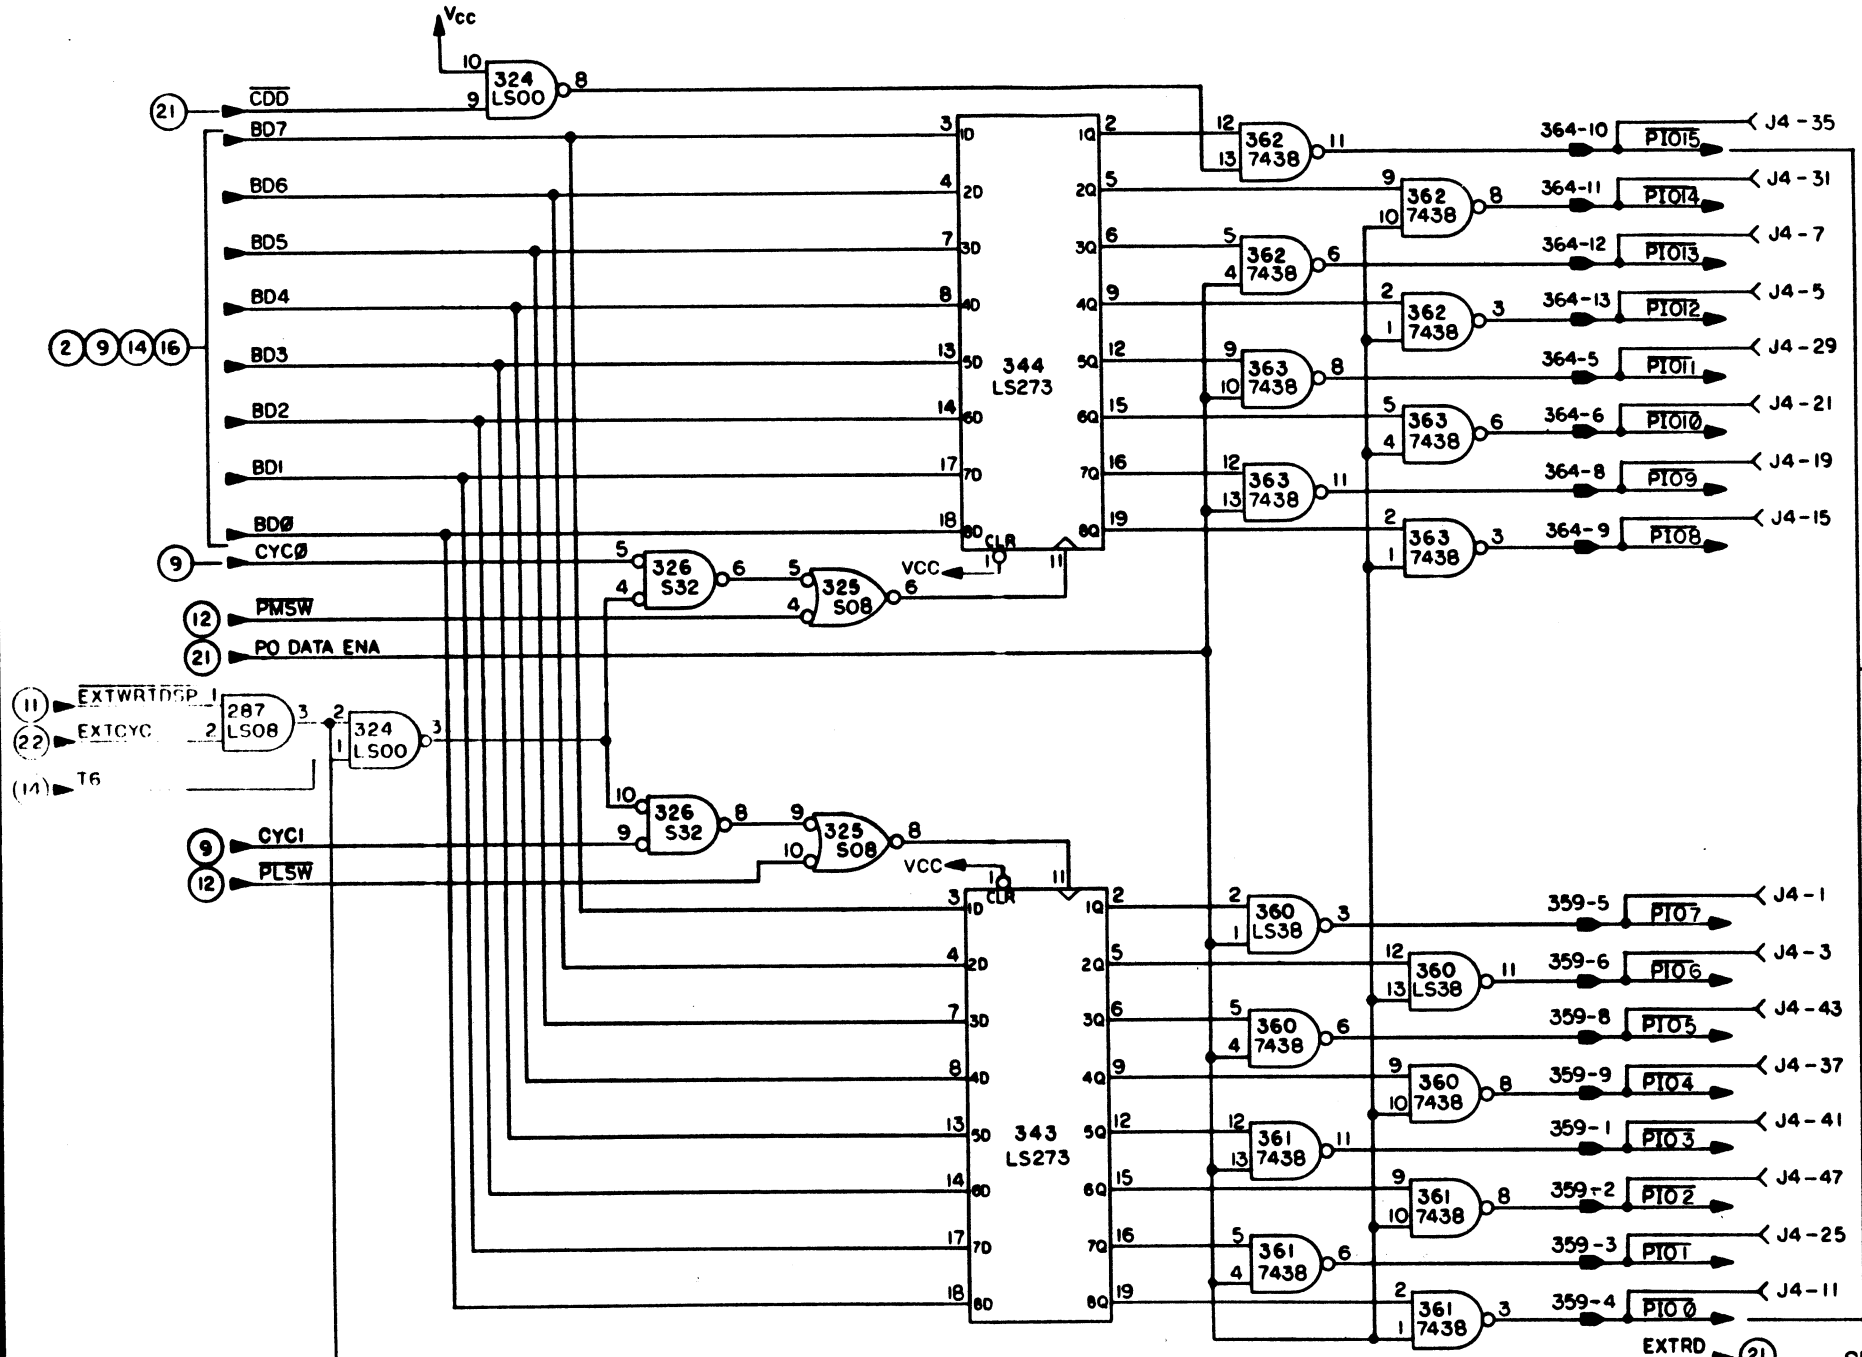 Vcc
10 324 8
LS00
21 CDD 9
BD7 3 1D 1Q 2 12 362 11 364-10 PIO15 J4-35
13 7438
BD6 4 2D 2Q 5 9 362 8 364-11 PIO14 J4-31
10 7438
BD5 7 3D 3Q 6 5 362 6 364-12 PIO13 J4-7
4 7438
BD4 8 4D 4Q 9 2 362 3 364-13 PIO12 J4-5
1 7438
2 9 14 16
BD3 13 5D 344 5Q 12 9 363 8 364-5 PIO11 J4-29
LS273 10 7438
BD2 14 6D 6Q 15 5 363 6 364-6 PIO1Ø J4-21
4 7438
BD1 17 7D 7Q 16 12 363 11 364-8 PIO9 J4-19
13 7438
BDØ 18 8D 8Q 19 2 363 3 364-9 PIO8 J4-15
1 7438
CLR
9 CYCØ 5 326 6 5 325 6 VCC 1 11
4 S32 4 S08
12 PMSW
21 PO DATA ENA
11 EXTWRTDSP 1 287 3 2 324 3
22 EXTCYC 2 LS08 1 LS00
(14) T6
10 326 8 9 325 8
9 CYC1 9 S32 10 S08
12 PLSW VCC 1 11
CLR
3 1D 1Q 2 2 360 3 359-5 PIO7 J4-1
1 LS38
4 2D 2Q 5 12 360 11 359-6 PIO6 J4-3
13 LS38
7 3D 3Q 6 5 360 6 359-8 PIO5 J4-43
4 7438
8 4D 4Q 9 9 360 8 359-9 PIO4 J4-37
10 7438
13 5D 343 5Q 12 12 361 11 359-1 PIO3 J4-41
LS273 13 7438
14 6D 6Q 15 9 361 8 359-2 PIO2 J4-47
10 7438
17 7D 7Q 16 5 361 6 359-3 PIO1 J4-25
4 7438
18 8D 8Q 19 2 361 3 359-4 PIO0 J4-11
1 7438
EXTRD 21